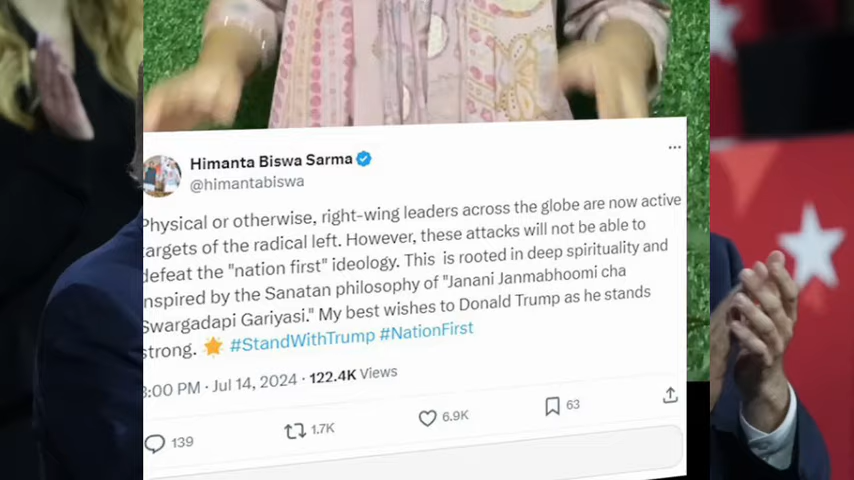 Himanta Biswa Sarma
@himantabiswa
Physical or otherwise, right-wing leaders across the globe are now active
targets of the radical left. However, these attacks will not be able to
defeat the "nation first" ideology. This is rooted in deep spirituality and
inspired by the Sanatan philosophy of "Janani Janmabhoomi cha
Swargadapi Gariyasi." My best wishes to Donald Trump as he stands
strong. 🌟 #StandWithTrump #NationFirst
:00 PM · Jul 14, 2024 · 122.4K Views
139 1.7K 6.9K 63